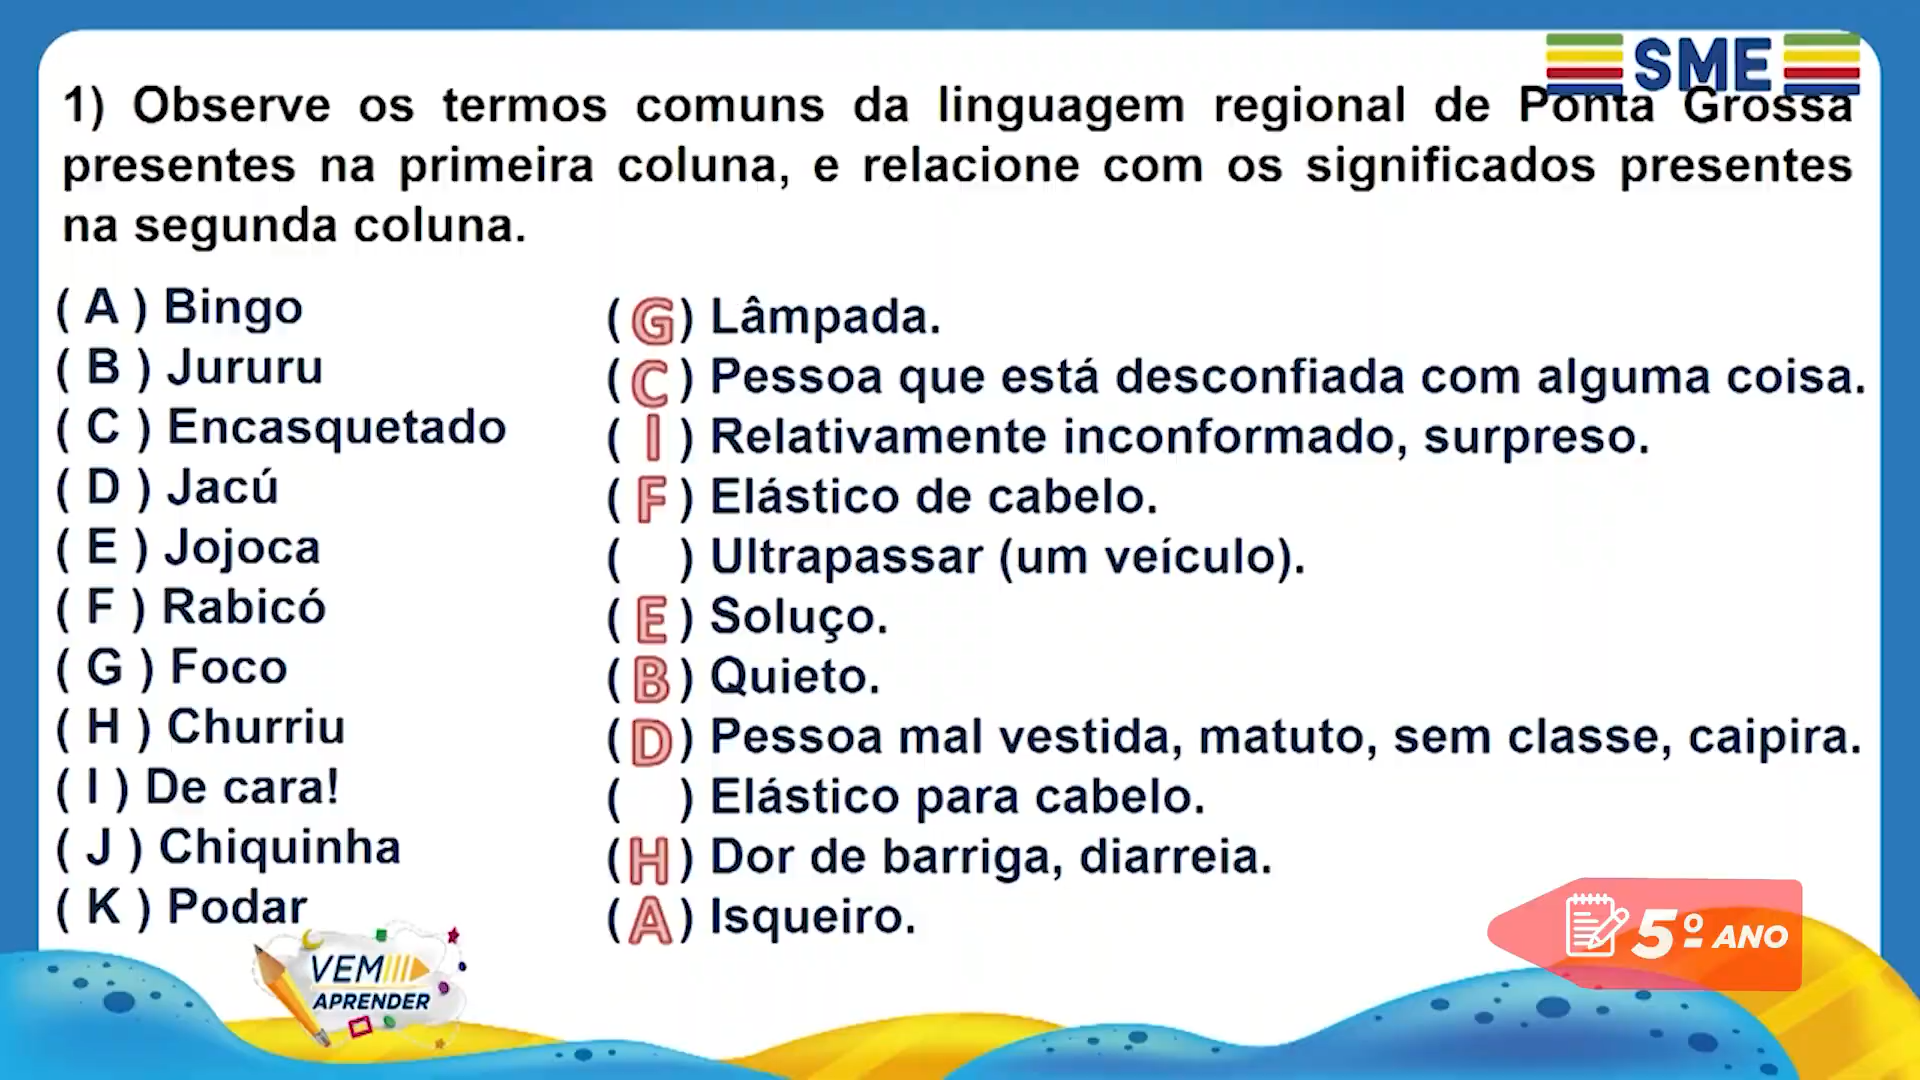 SME
1) Observe os termos comuns da linguagem regional de Ponta Grossa
presentes na primeira coluna, e relacione com os significados presentes
na segunda coluna.
( A ) Bingo
( B ) Jururu
( C ) Encasquetado
( D ) Jacú
( E ) Jojoca
( F ) Rabicó
( G ) Foco
( H ) Churriu
( I ) De cara!
( J ) Chiquinha
( K ) Podar
( G ) Lâmpada.
( C ) Pessoa que está desconfiada com alguma coisa.
( I ) Relativamente inconformado, surpreso.
( F ) Elástico de cabelo.
(   ) Ultrapassar (um veículo).
( E ) Soluço.
( B ) Quieto.
( D ) Pessoa mal vestida, matuto, sem classe, caipira.
(   ) Elástico para cabelo.
( H ) Dor de barriga, diarreia.
( A ) Isqueiro.
VEM
APRENDER
5º ANO